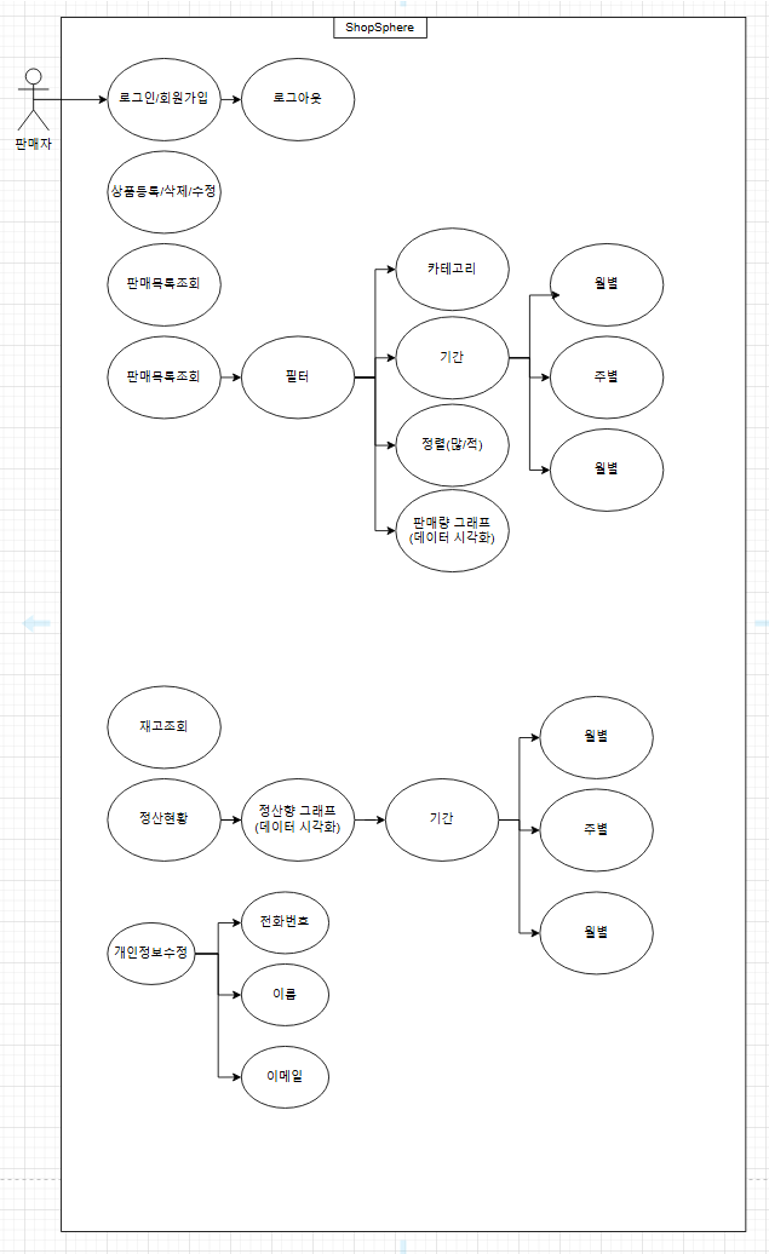 ShopSphere
판매자
로그인/회원가입
로그아웃
상품등록/삭제/수정
판매목록조회
판매목록조회
필터
카테고리
기간
정렬(많/적)
판매량 그래프
(데이터 시각화)
월별
주별
월별
재고조회
정산현황
정산향 그래프
(데이터 시각화)
기간
월별
주별
월별
개인정보수정
전화번호
이름
이메일